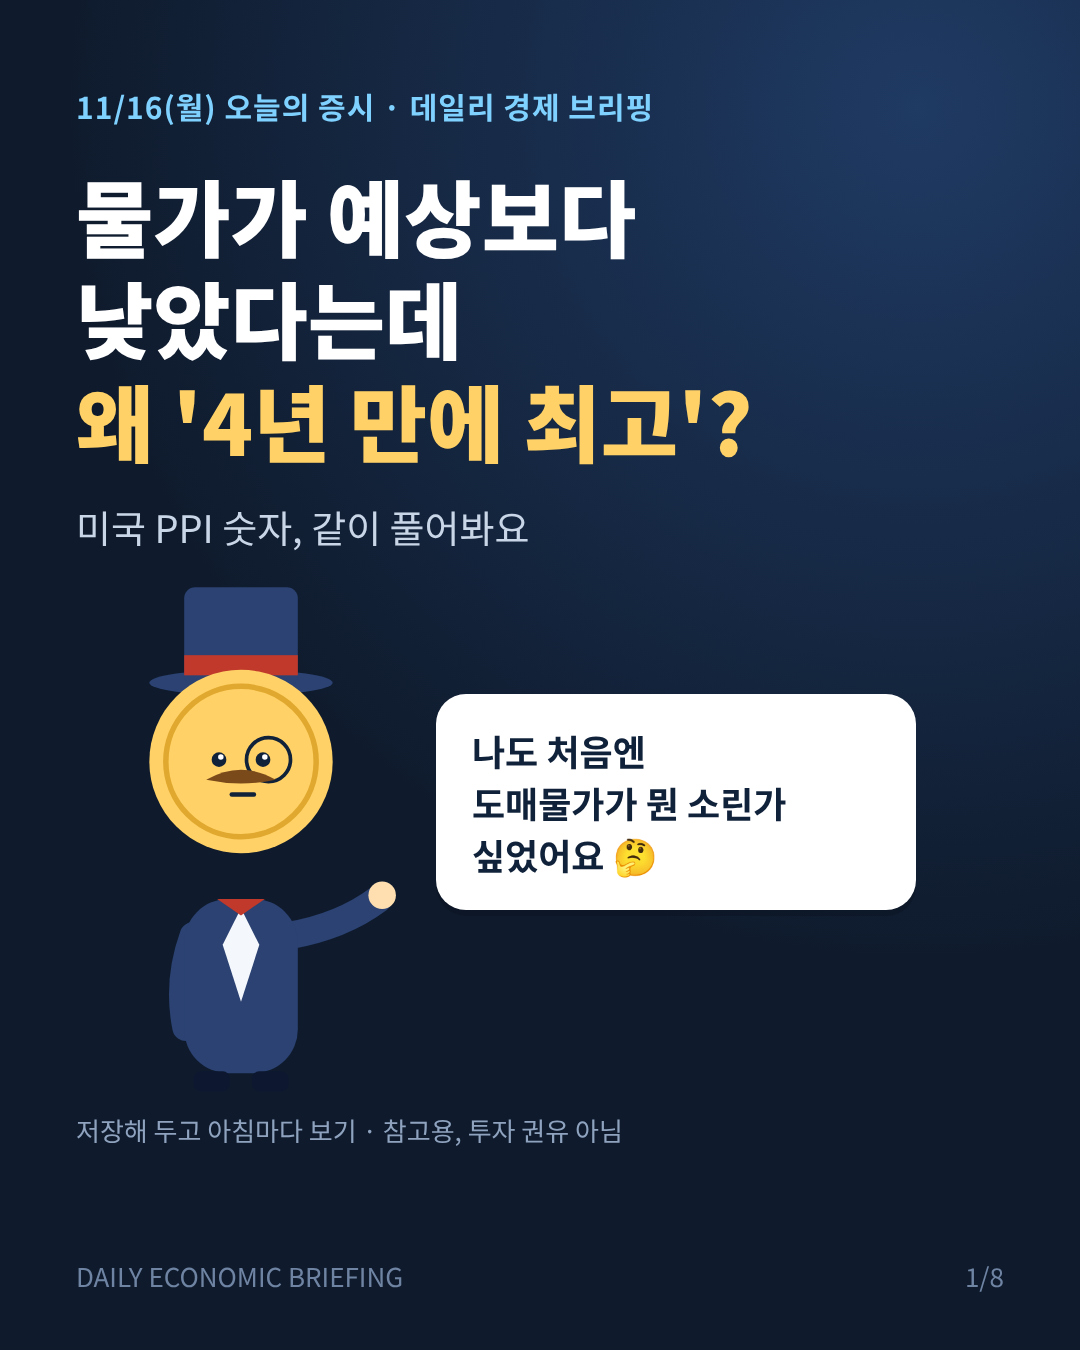 11/16(월) 오늘의 증시 · 데일리 경제 브리핑
물가가 예상보다
낮았다는데
왜 '4년 만에 최고'?
미국 PPI 숫자, 같이 풀어봐요
나도 처음엔
도매물가가 뭔 소린가
싶었어요 🤔
저장해 두고 아침마다 보기 · 참고용, 투자 권유 아님
DAILY ECONOMIC BRIEFING
1/8